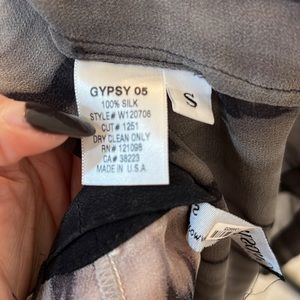 GYPSY 05
100% SILK
STYLE# W120706
CUT# 1251
DRY CLEAN ONLY
RN# 121098
CA# 38223
MADE IN U.S.A.
S